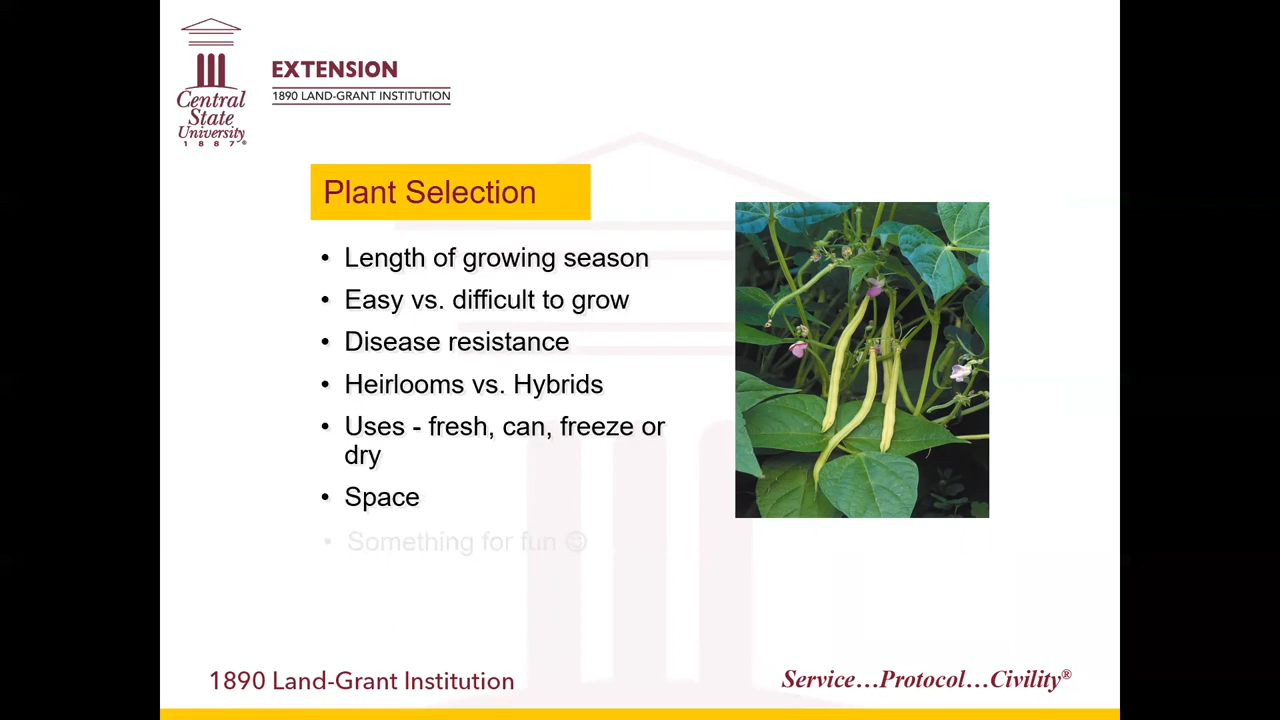 EXTENSION
1890 LAND-GRANT INSTITUTION
Central
State
University
1887®
Plant Selection
• Length of growing season
• Easy vs. difficult to grow
• Disease resistance
• Heirlooms vs. Hybrids
• Uses - fresh, can, freeze or
dry
• Space
• Something for fun ☺
1890 Land-Grant Institution
Service…Protocol…Civility®